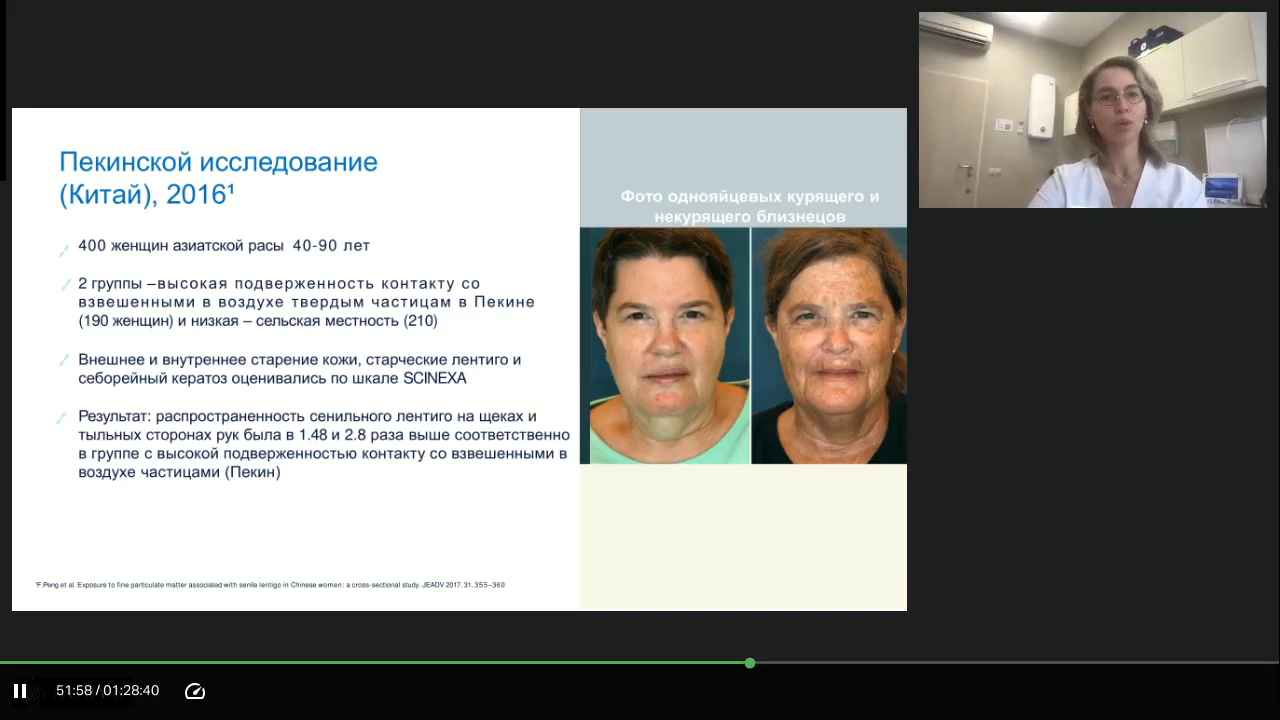 Пекинской исследование
(Китай), 2016¹
400 женщин азиатской расы 40-90 лет
2 группы –высокая подверженность контакту со
взвешенными в воздухе твердым частицам в Пекине
(190 женщин) и низкая – сельская местность (210)
Внешнее и внутреннее старение кожи, старческие лентиго и
себорейный кератоз оценивались по шкале SCINEXA
Результат: распространенность сенильного лентиго на щеках и
тыльных сторонах рук была в 1.48 и 2.8 раза выше соответственно
в группе с высокой подверженностью контакту со взвешенными в
воздухе частицами (Пекин)
¹F.Peng et al. Exposure to fine particulate matter associated with senile lentigo in Chinese women: a cross-sectional study. JEADV 2017, 31, 355–360
Фото однояйцевых курящего и
некурящего близнецов
51:58 / 01:28:40